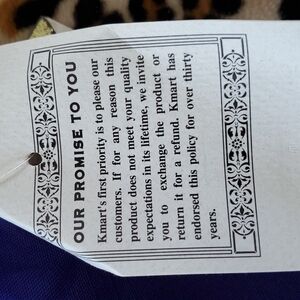 OUR PROMISE TO YOU
Kmart's first priority is to please our
customers. If for any reason this
product does not meet your quality
expectations in its lifetime, we invite
you to exchange the product or
return it for a refund. Kmart has
endorsed this policy for over thirty
years.